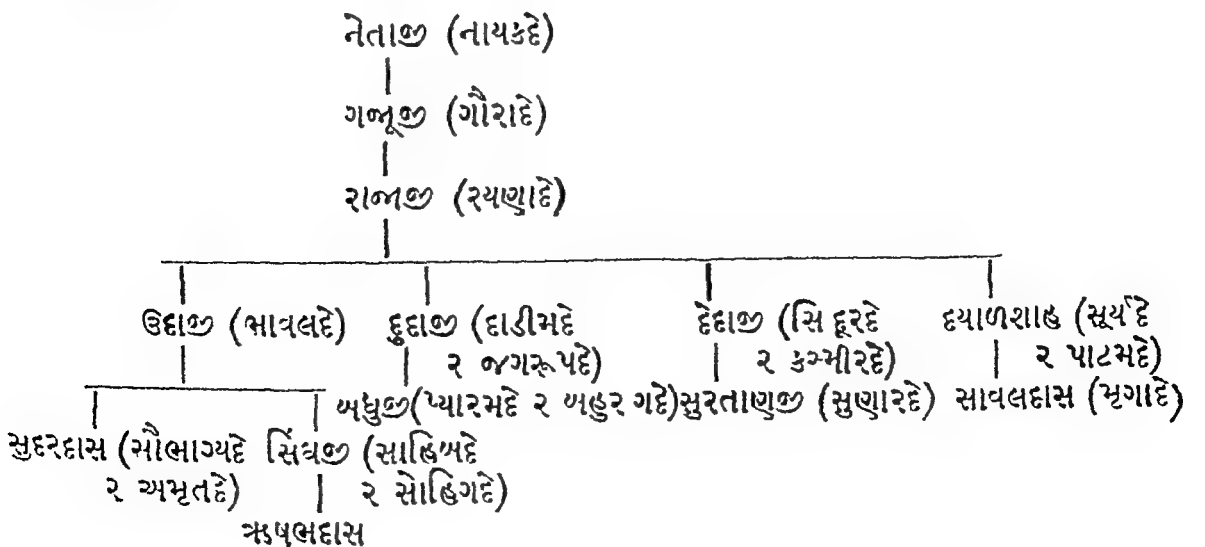 નેતાજી (નાયકદે)
ગજૂજી (ગૌરાદે)
રાજાજી (રયણાદે)
ઉદાજી (ભાવલદે) દુદાજી (દાડીમદે દેદાજી (સિ દૂરદે દયાળશાહ (સૂર્યદે
૨ જગરૂપદે) ૨ કશ્મીરદે) ૨ પાટમદે)
બધુજી(પ્યારમદે ૨ બહુર ગદે)સુરતાણજી (સુણારદે) સાવલદાસ (મૃગાદે)
સુદરદાસ (સૌભાગ્યદે સિંઘજી (સાહિબદે
૨ અમૃતદે) ૨ સોહિગદે)
ઋષભદાસ